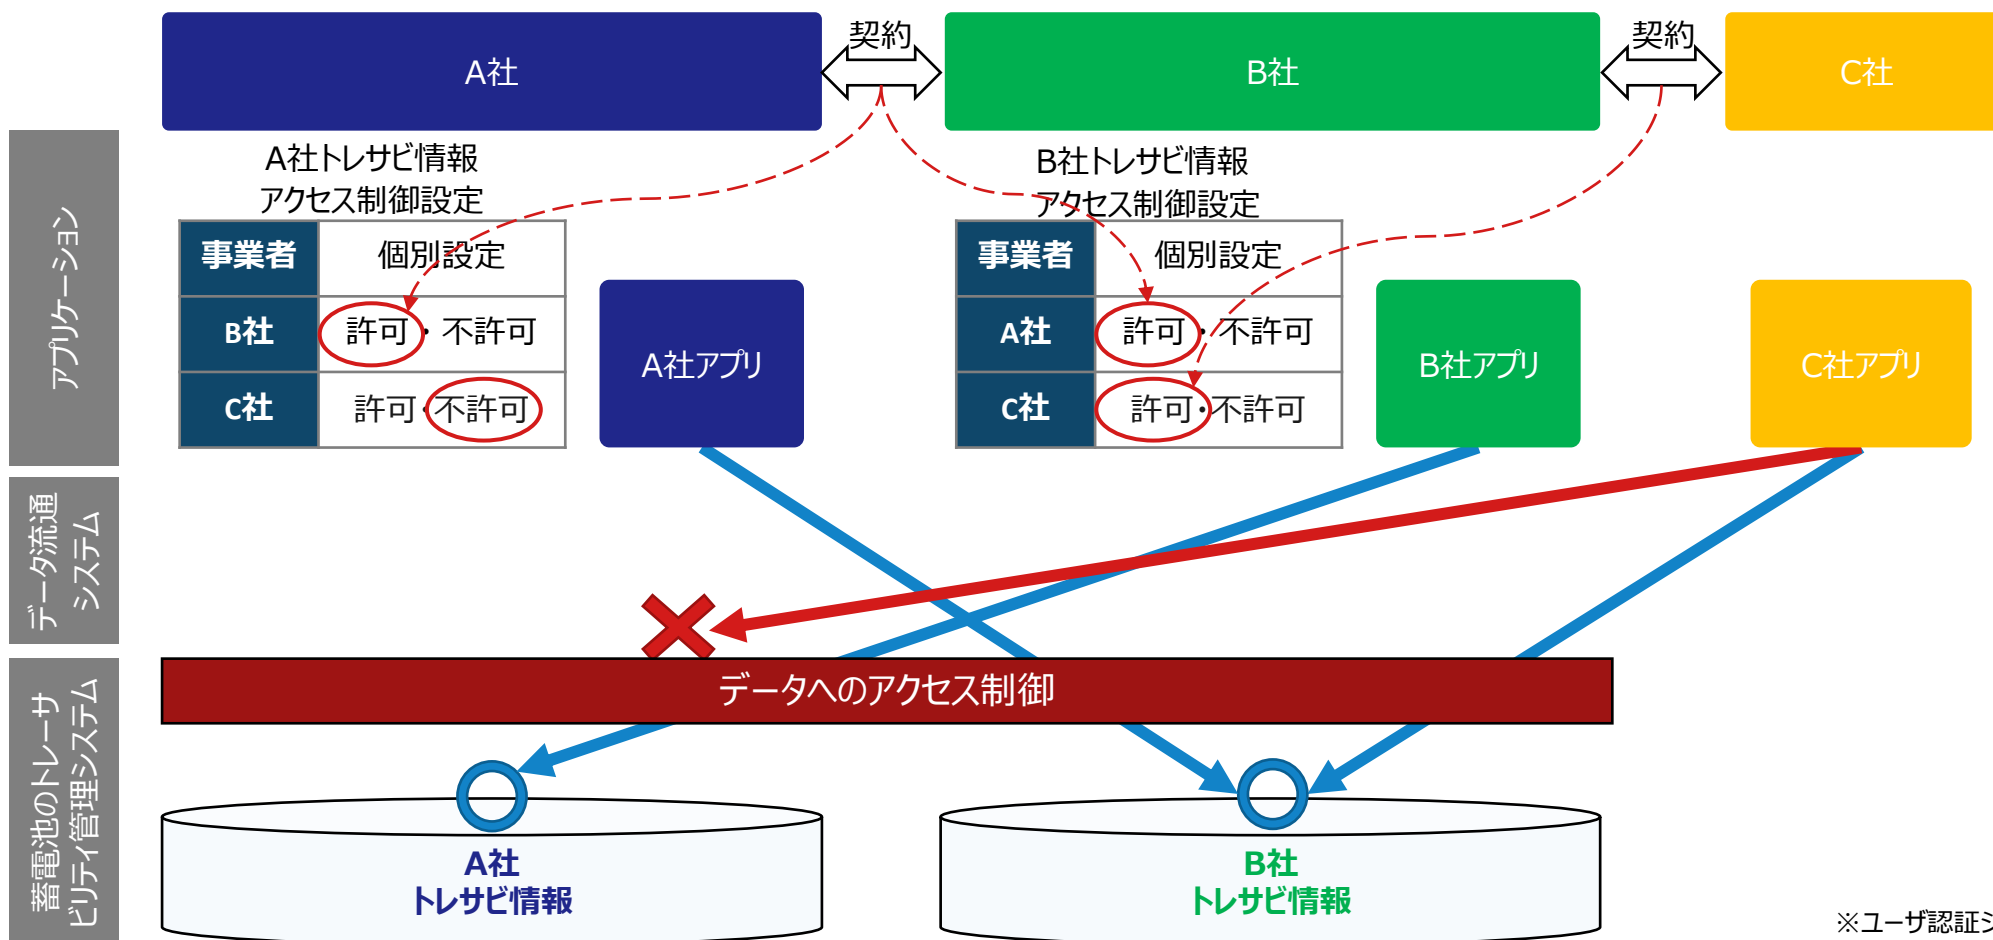 A社
契約
B社
契約
C社
アプリケーション
A社トレサビ情報
アクセス制御設定
事業者 個別設定
B社 許可・不許可
C社 許可・不許可
A社アプリ
B社トレサビ情報
アクセス制御設定
事業者 個別設定
A社 許可・不許可
C社 許可・不許可
B社アプリ
C社アプリ
データ流通
システム
データへのアクセス制御
蓄電池のトレーサ
ビリティ管理システム
A社
トレサビ情報
B社
トレサビ情報
※ユーザ認証シ